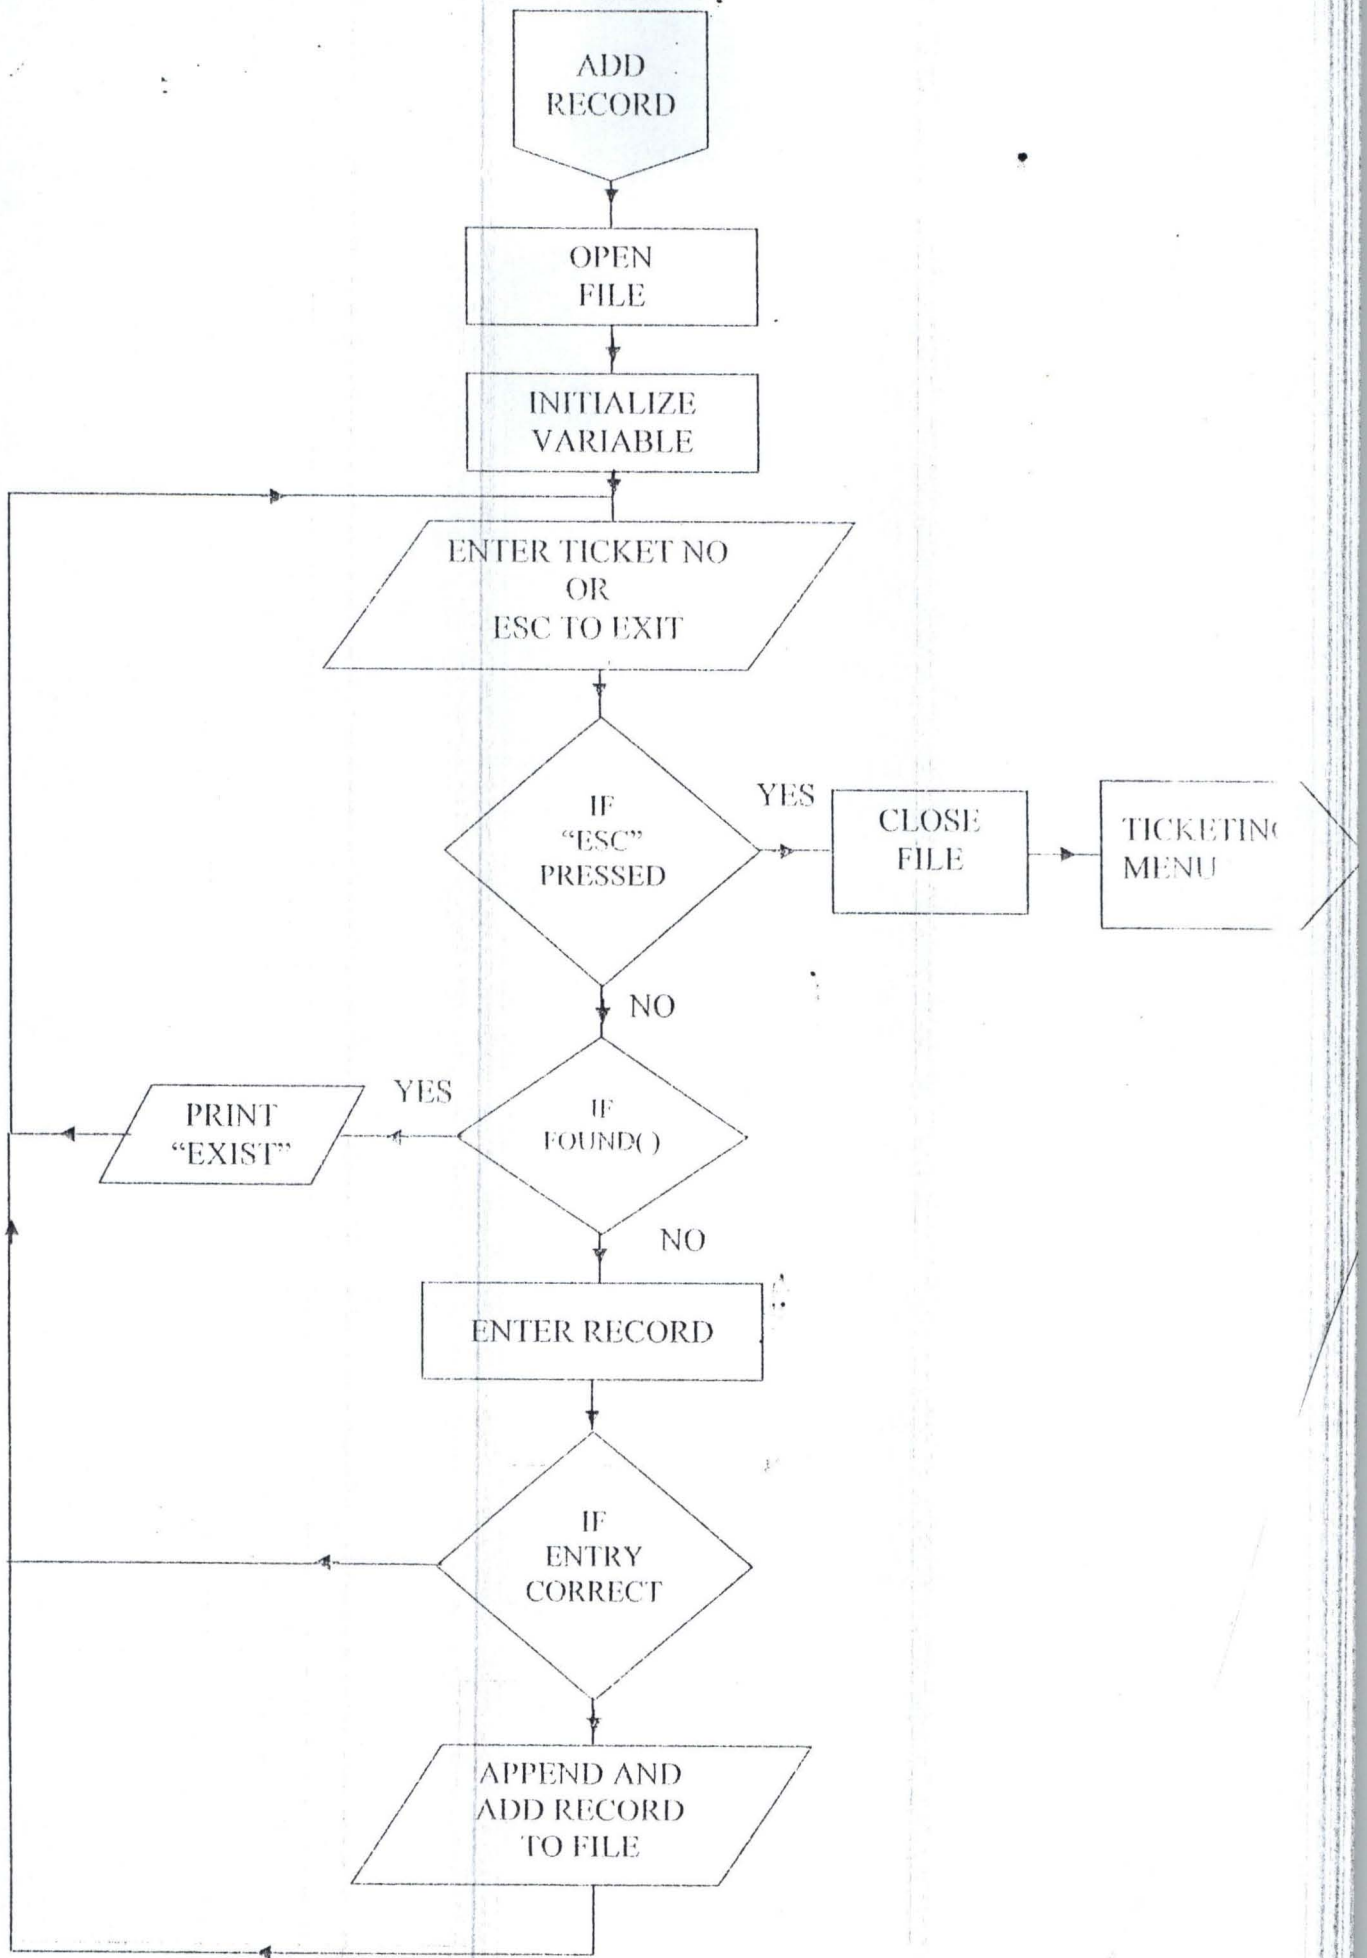 ADD
RECORD
OPEN
FILE
INITIALIZE
VARIABLE
ENTER TICKET NO
OR
ESC TO EXIT
IF
“ESC”
PRESSED
YES
CLOSE
FILE
TICKETING
MENU
NO
IF
FOUND( )
YES
PRINT
“EXIST”
NO
ENTER RECORD
IF
ENTRY
CORRECT
APPEND AND
ADD RECORD
TO FILE